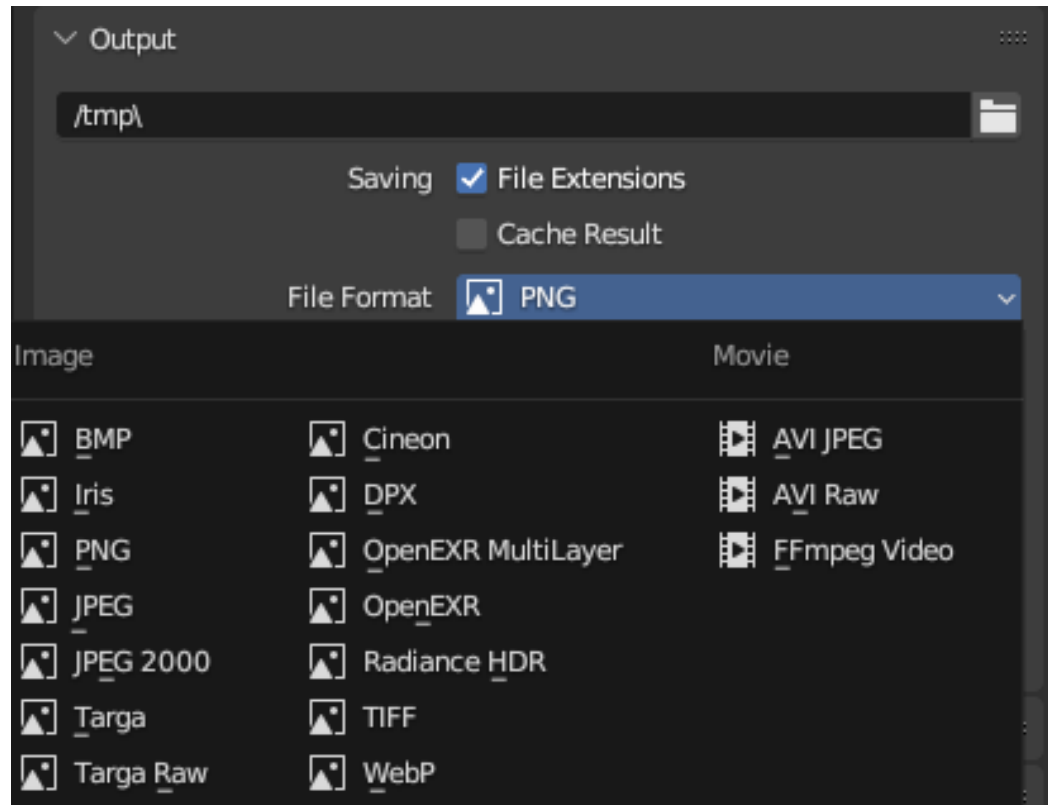 Output
/tmp\
Saving File Extensions
Cache Result
File Format PNG
Image Movie
BMP Cineon AVI JPEG
Iris DPX AVI Raw
PNG OpenEXR MultiLayer FFmpeg Video
JPEG OpenEXR
JPEG 2000 Radiance HDR
Targa TIFF
Targa Raw WebP